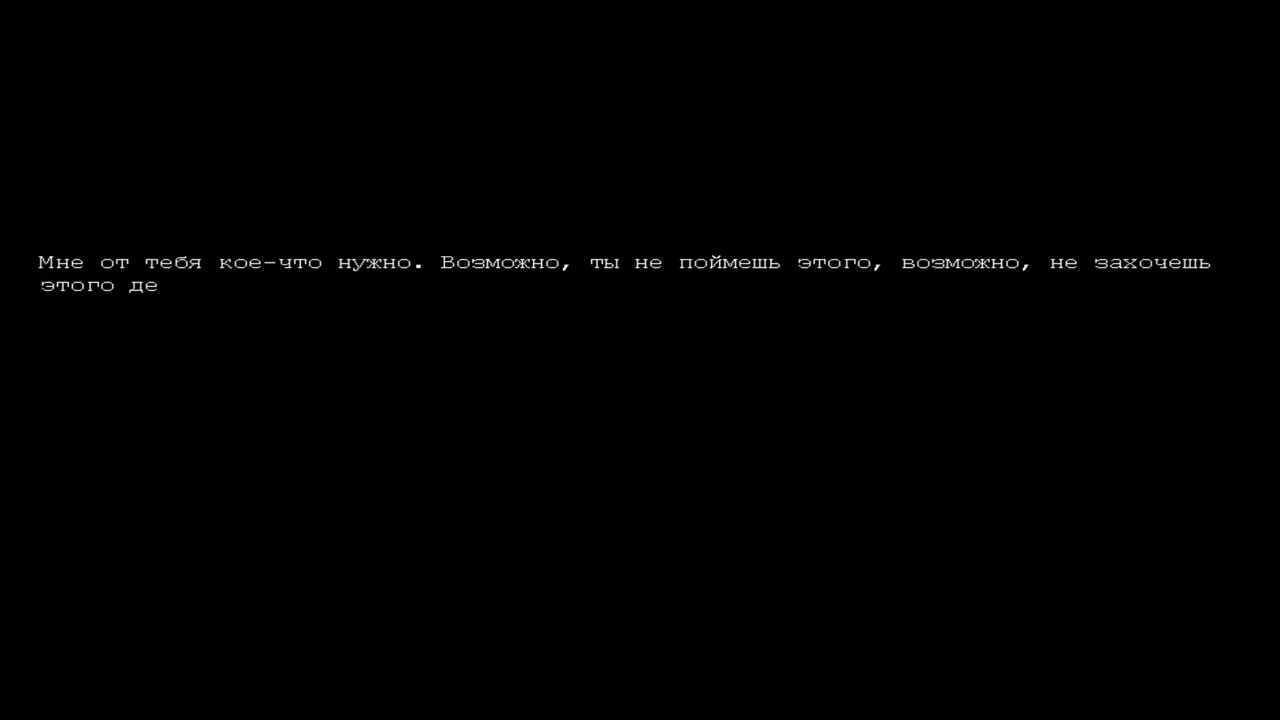 Мне от тебя кое-что нужно. Возможно, ты не поймешь этого, возможно, не захочешь
этого де